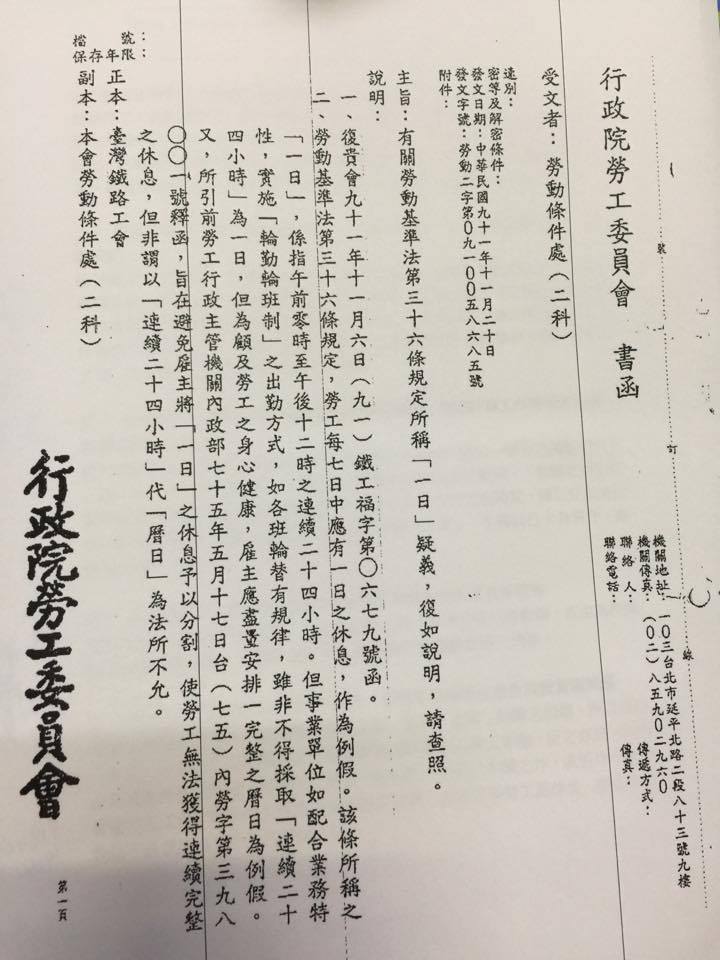 檔號：
保存年限：
行政院勞工委員會　書函
機關地址：一〇三台北市延平北路二段八十三號九樓
機關傳真：（〇二）八五九〇二九六〇
聯絡人：　傳遞方式：
聯絡電話：　傳真：
受文者：勞動條件處（二科）
速別：
密等及解密條件：
發文日期：中華民國九十一年十一月二十日
發文字號：勞動二字第〇九一〇〇五八六八五號
附件：
主旨：有關勞動基準法第三十六條規定所稱「一日」疑義，復如說明，請查照。
說明：
一、復貴會九十一年十一月六日（九一）鐵工福字第〇六七九號函。
二、勞動基準法第三十六條規定，勞工每七日中應有一日之休息，作為例假。該條所稱之
「一日」，係指午前零時至午後十二時之連續二十四小時。但事業單位如配合業務特
性，實施「輪勤輪班制」之出勤方式，如各班輪替有規律，雖非不得採取「連續二十
四小時」為一日，但為顧及勞工之身心健康，雇主應盡量安排一完整之曆日為例假。
又，所引前勞工行政主管機關內政部七十五年五月十七日台（七五）內勞字第三九八
〇〇一號釋函，旨在避免雇主將「一日」之休息予以分割，使勞工無法獲得連續完整
之休息，但非謂以「連續二十四小時」代「曆日」為法所不允。
正本：臺灣鐵路工會
副本：本會勞動條件處（二科）
行政院勞工委員會
第一頁
裝
訂
線